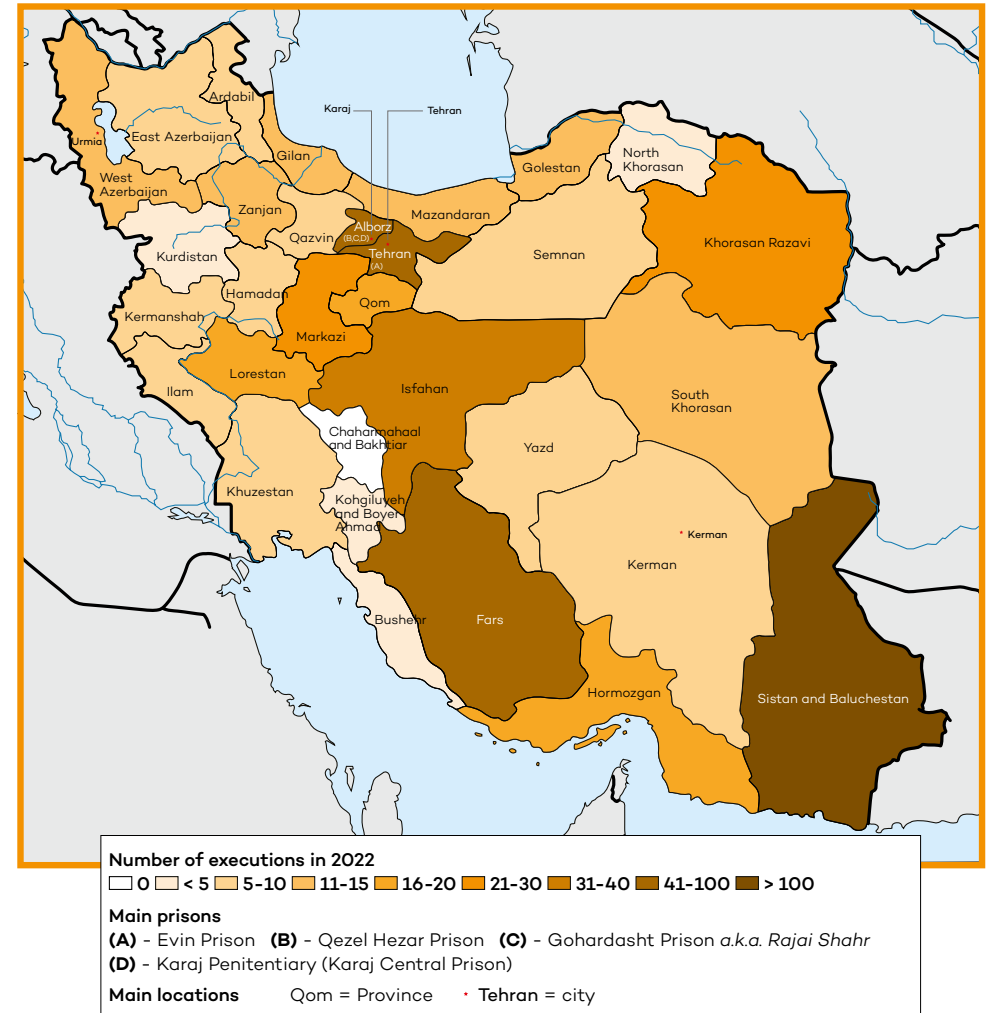 Karaj
Tehran
Ardabil
Urmia
East Azerbaijan
Gilan
Golestan
North
Khorasan
West
Azerbaijan
Zanjan
Mazandaran
Alborz
(B,C,D)
Qazvin
Tehran
(A)
Khorasan Razavi
Kurdistan
Semnan
Hamadan
Qom
Kermanshah
Markazi
Lorestan
Ilam
Isfahan
South
Khorasan
Chaharmahaal
and Bakhtiar
Yazd
Khuzestan
Kohgiluyeh
and Boyer
Ahmad
Kerman
Kerman
Bushehr
Fars
Hormozgan
Sistan and Baluchestan
Number of executions in 2022
0 < 5 5-10 11-15 16-20 21-30 31-40 41-100 > 100
Main prisons
(A) - Evin Prison (B) - Qezel Hezar Prison (C) - Gohardasht Prison a.k.a. Rajai Shahr
(D) - Karaj Penitentiary (Karaj Central Prison)
Main locations Qom = Province * Tehran = city